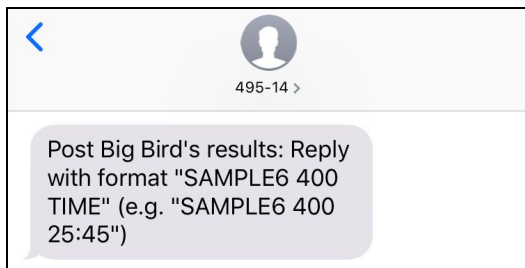 495-14 >
Post Big Bird's results: Reply
with format "SAMPLE6 400
TIME" (e.g. "SAMPLE6 400
25:45")